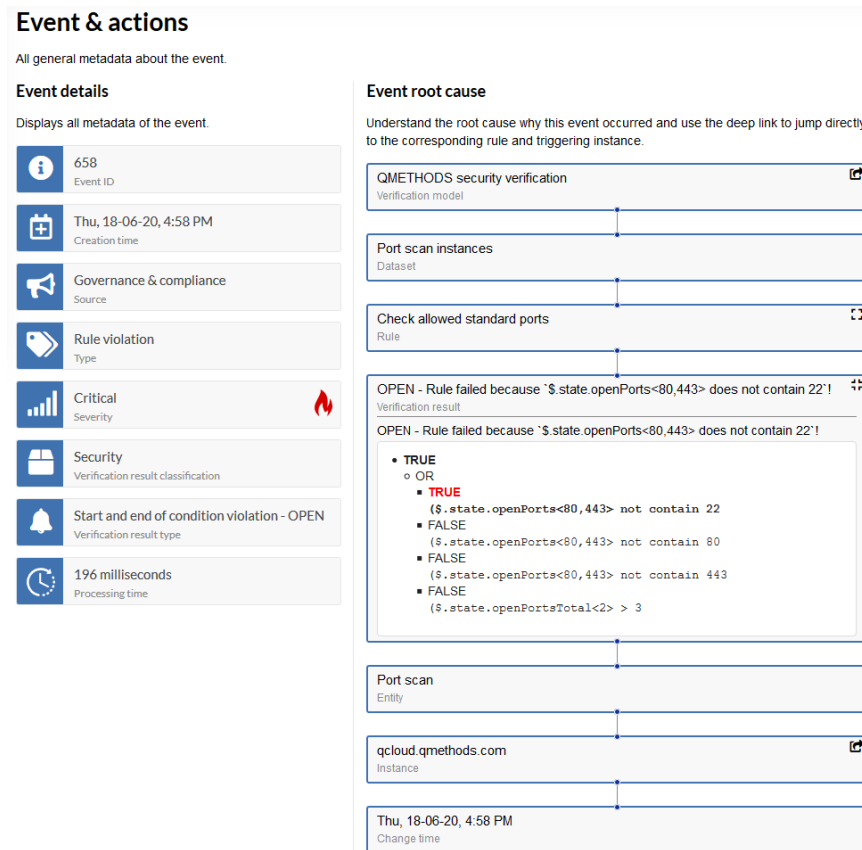 Event & actions
All general metadata about the event.
Event details
Displays all metadata of the event.
658
Event ID
Thu, 18-06-20, 4:58 PM
Creation time
Governance & compliance
Source
Rule violation
Type
Critical
Severity
Security
Verification result classification
Start and end of condition violation - OPEN
Verification result type
196 milliseconds
Processing time
Event root cause
Understand the root cause why this event occurred and use the deep link to jump directly
to the corresponding rule and triggering instance.
QMETHODS security verification
Verification model
Port scan instances
Dataset
Check allowed standard ports
Rule
OPEN - Rule failed because `$.state.openPorts<80,443> does not contain 22`!
Verification result
OPEN - Rule failed because `$.state.openPorts<80,443> does not contain 22`!
TRUE
OR
TRUE
($.state.openPorts<80,443> not contain 22
FALSE
($.state.openPorts<80,443> not contain 80
FALSE
($.state.openPorts<80,443> not contain 443
FALSE
($.state.openPortsTotal<2> > 3
Port scan
Entity
qcloud.qmethods.com
Instance
Thu, 18-06-20, 4:58 PM
Change time